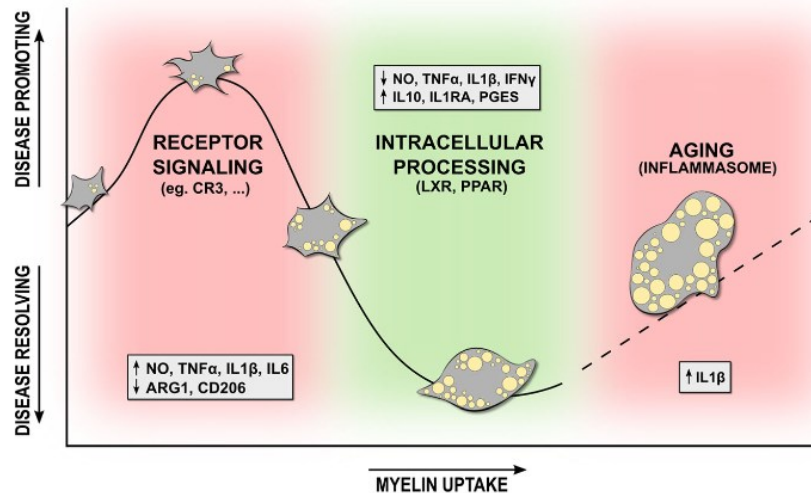 DISEASE PROMOTING
DISEASE RESOLVING
RECEPTOR
SIGNALING
(eg. CR3, ...)
↑ NO, TNFα, IL1β, IL6
↓ ARG1, CD206
↓ NO, TNFα, IL1β, IFNγ
↑ IL10, IL1RA, PGES
INTRACELLULAR
PROCESSING
(LXR, PPAR)
AGING
(INFLAMMASOME)
↑ IL1β
MYELIN UPTAKE